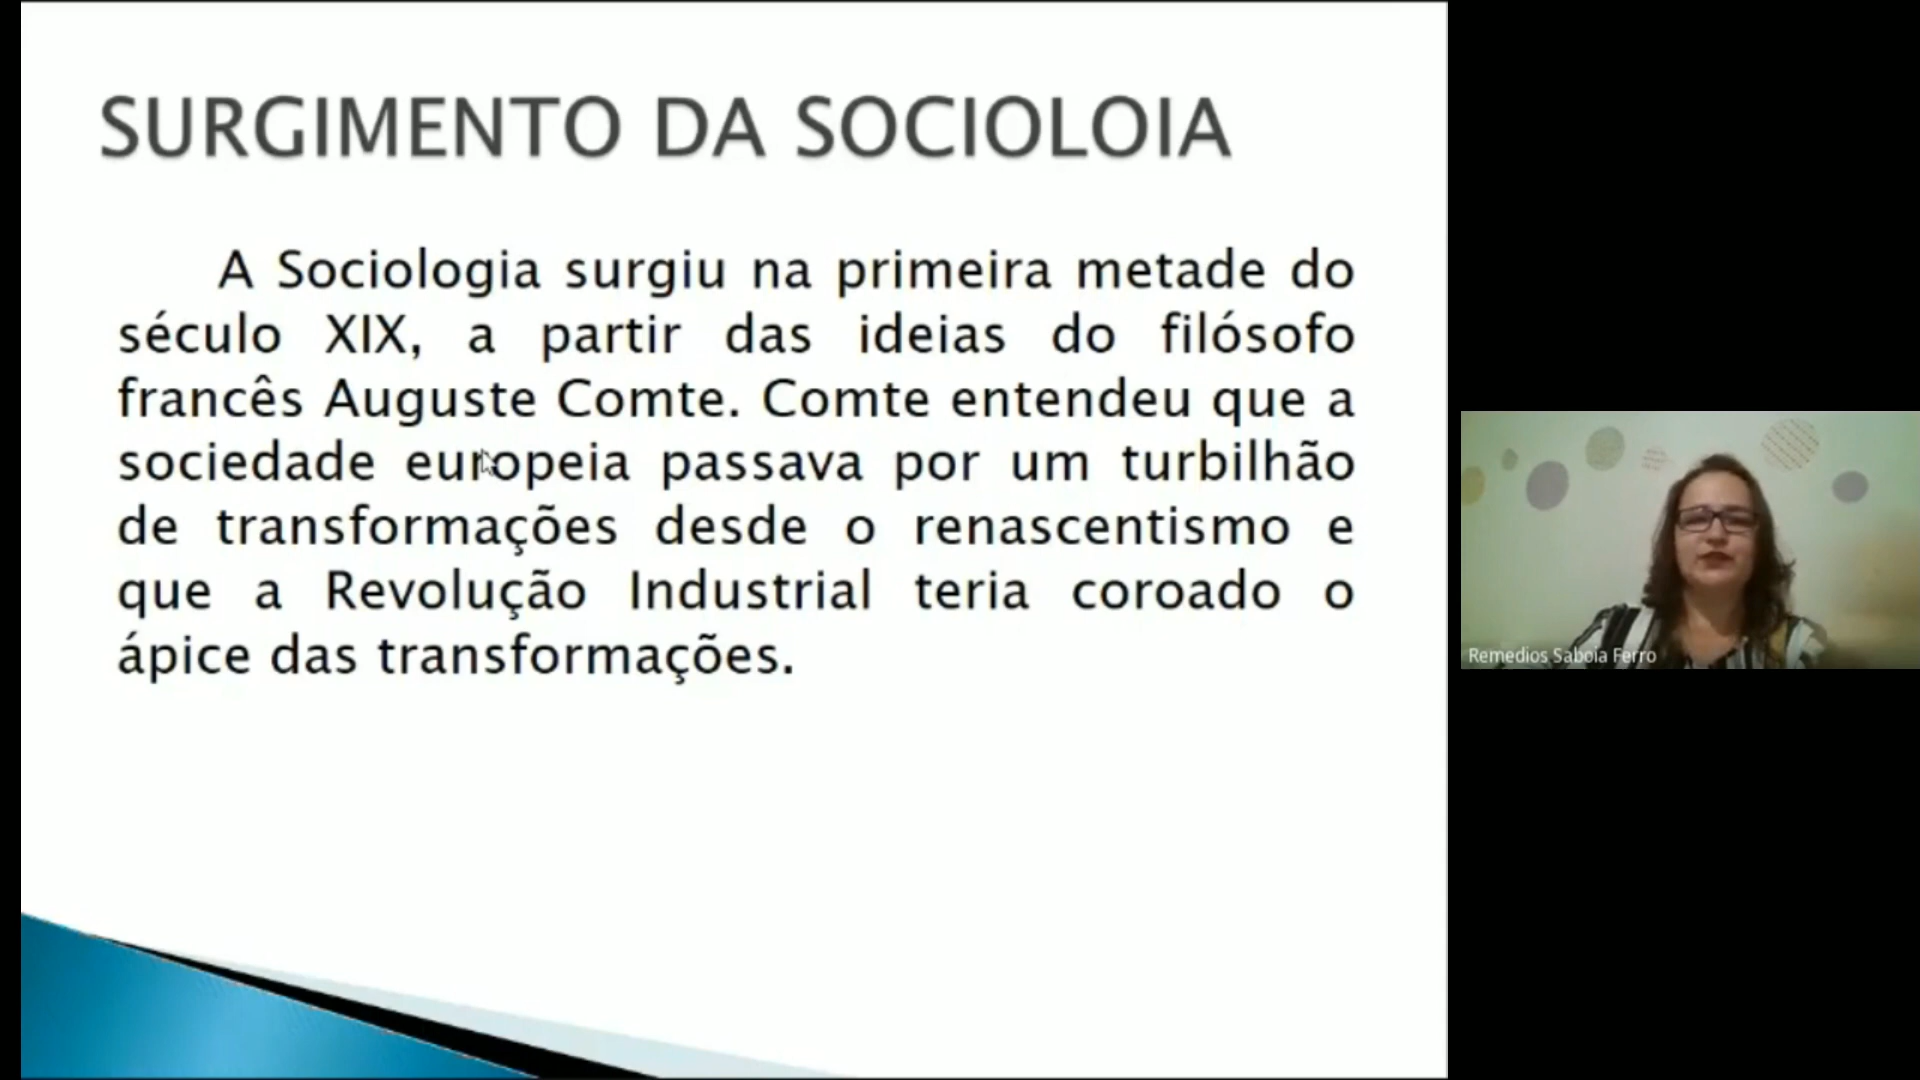 SURGIMENTO DA SOCIOLOIA
A Sociologia surgiu na primeira metade do
século XIX, a partir das ideias do filósofo
francês Auguste Comte. Comte entendeu que a
sociedade europeia passava por um turbilhão
de transformações desde o renascentismo e
que a Revolução Industrial teria coroado o
ápice das transformações.
Remedios Saboia Ferro